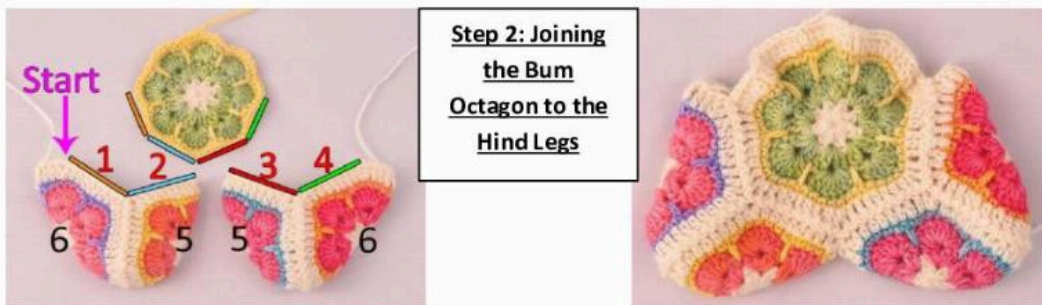 Start
1
2
3
4
6
5
5
6
Step 2: Joining
the Bum
Octagon to the
Hind Legs